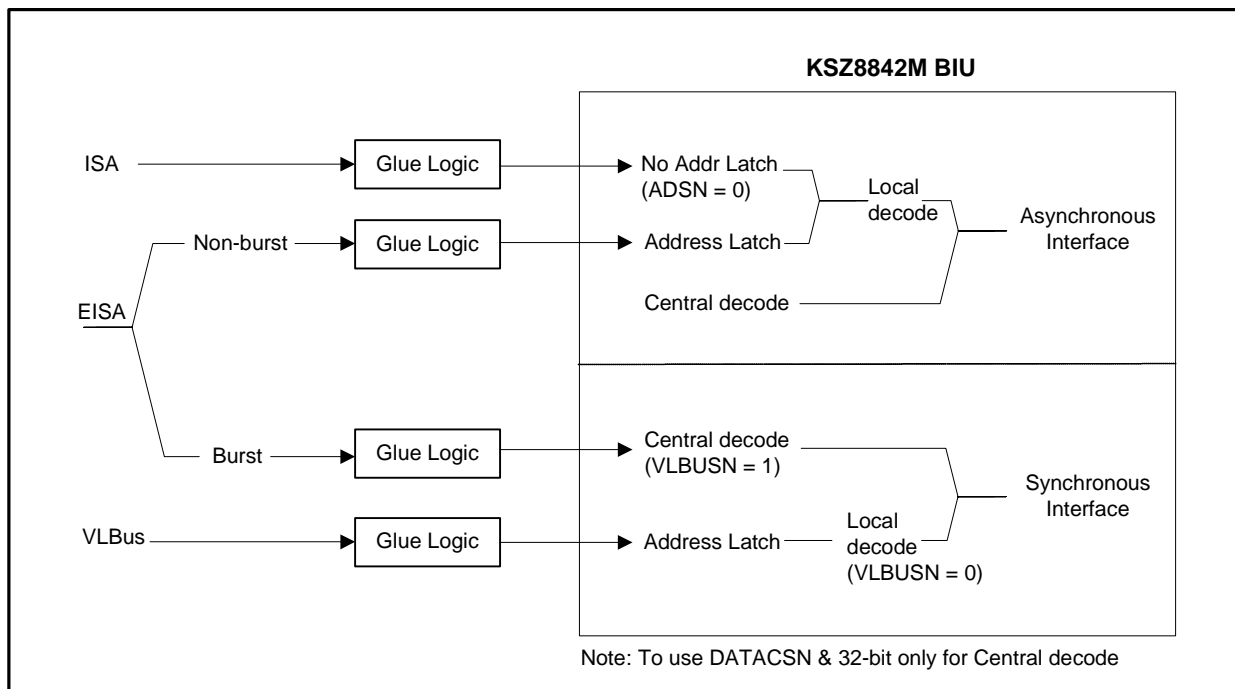 KSZ8842M BIU
ISA
Glue Logic
No Addr Latch
(ADSN = 0)
Local
decode
Asynchronous
Interface
EISA
Non-burst
Glue Logic
Address Latch
Central decode
Burst
Glue Logic
Central decode
(VLBUSN = 1)
Synchronous
Interface
VLBus
Glue Logic
Address Latch
Local
decode
(VLBUSN = 0)
Note: To use DATACSN & 32-bit only for Central decode